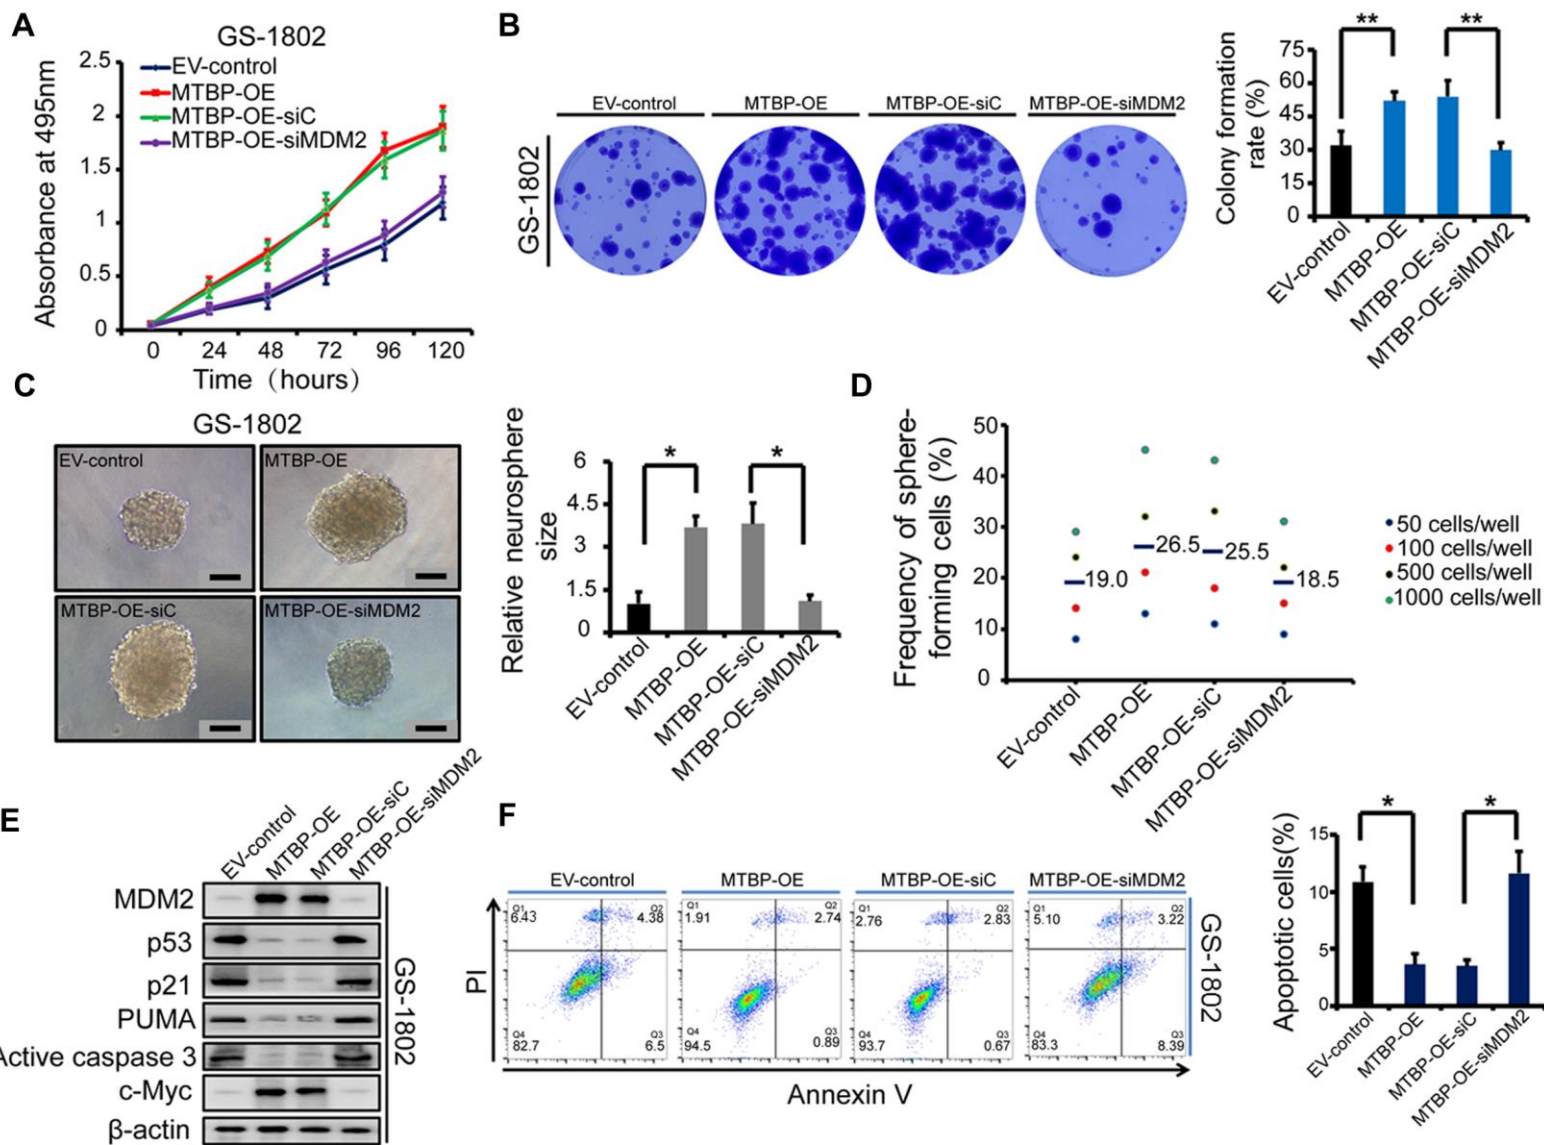 A
GS-1802
Absorbance at 495nm
2.5
2
1.5
1
0.5
0
EV-control
MTBP-OE
MTBP-OE-siC
MTBP-OE-siMDM2
0 24 48 72 96 120
Time (hours)
B
EV-control MTBP-OE MTBP-OE-siC MTBP-OE-siMDM2
GS-1802
Colony formation
rate (%)
75
60
45
30
15
0
** **
EV-control
MTBP-OE
MTBP-OE-siC
MTBP-OE-siMDM2
C
GS-1802
EV-control MTBP-OE
MTBP-OE-siC MTBP-OE-siMDM2
Relative neurosphere
size
6
4.5
3
1.5
0
* *
EV-control
MTBP-OE
MTBP-OE-siC
MTBP-OE-siMDM2
D
Frequency of sphere-
forming cells (%)
50
40
30
20
10
0
19.0
26.5
25.5
18.5
50 cells/well
100 cells/well
500 cells/well
1000 cells/well
EV-control
MTBP-OE
MTBP-OE-siC
MTBP-OE-siMDM2
E
EV-control
MTBP-OE
MTBP-OE-siC
MTBP-OE-siMDM2
MDM2
p53
p21
PUMA
Active caspase 3
c-Myc
β-actin
GS-1802
F
EV-control MTBP-OE MTBP-OE-siC MTBP-OE-siMDM2
Q1 Q2 Q1 Q2 Q1 Q2 Q1 Q2
6.43 4.38 1.91 2.74 2.76 2.83 5.10 3.22
Q4 Q3 Q4 Q3 Q4 Q3 Q4 Q3
82.7 6.5 94.5 0.89 93.7 0.67 83.3 8.39
PI
Annexin V
GS-1802
Apoptotic cells(%)
15
10
5
0
* *
EV-control
MTBP-OE
MTBP-OE-siC
MTBP-OE-siMDM2